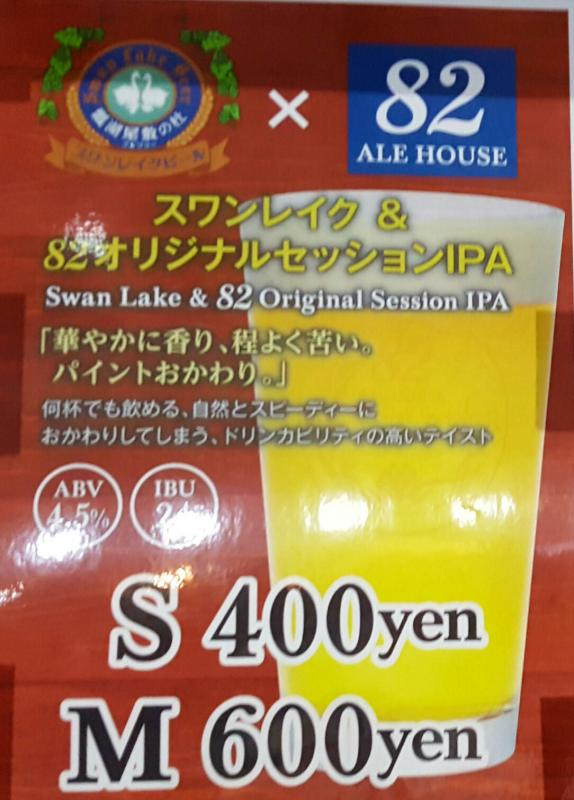 Swan Lake Beer
瓢湖屋敷の杜
ブルワリー
スワンレイクビール
×
82
ALE HOUSE
スワンレイク &
82オリジナルセッションIPA
Swan Lake & 82 Original Session IPA
「華やかに香り、程よく苦い。
パイントおかわり。」
何杯でも飲める、自然とスピーディーに
おかわりしてしまう、ドリンカビリティの高いテイスト
ABV
4.5%
IBU
S 400yen
M 600yen